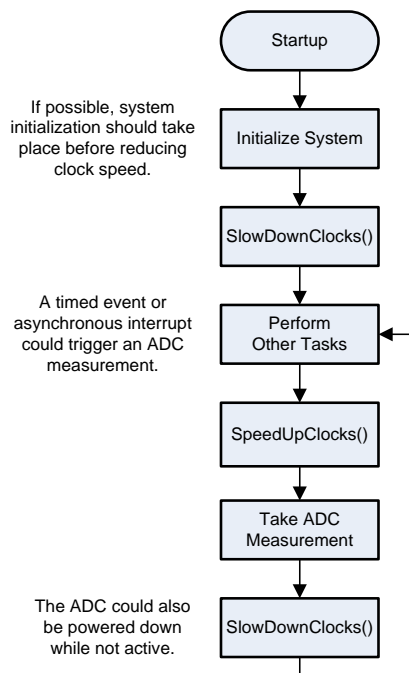 Startup
If possible, system
initialization should take
place before reducing
clock speed.
Initialize System
SlowDownClocks()
A timed event or
asynchronous interrupt
could trigger an ADC
measurement.
Perform
Other Tasks
SpeedUpClocks()
Take ADC
Measurement
The ADC could also
be powered down
while not active.
SlowDownClocks()